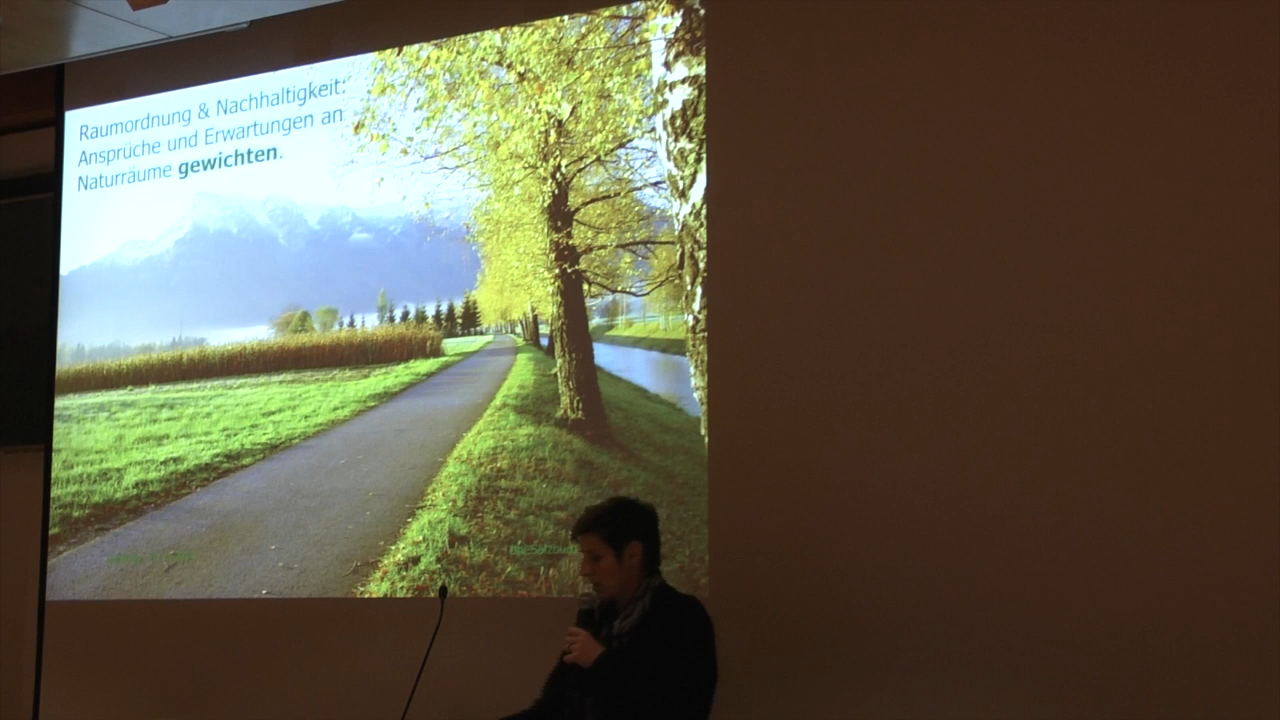 Raumordnung & Nachhaltigkeit:
Ansprüche und Erwartungen an
Naturräume gewichten.